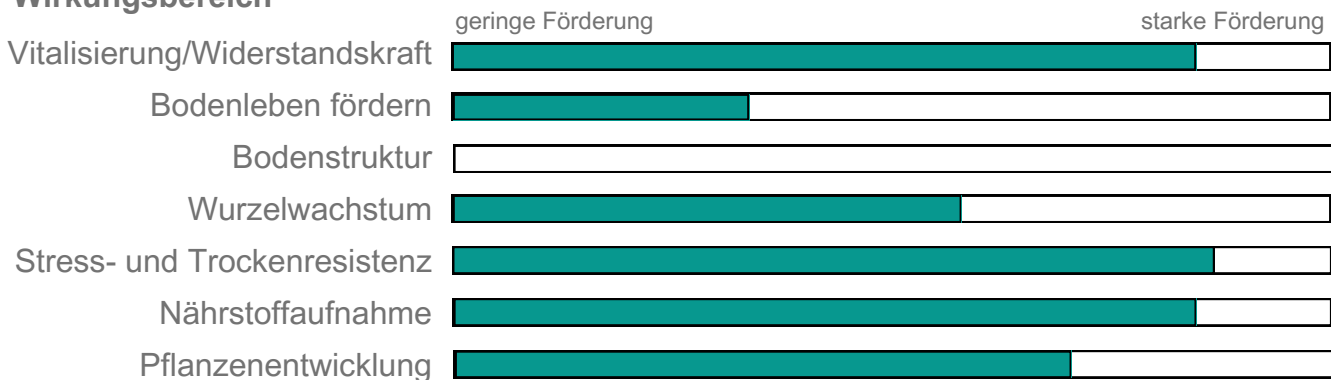 Wirkungsbereich
geringe Förderung starke Förderung
Vitalisierung/Widerstandskraft
Bodenleben fördern
Bodenstruktur
Wurzelwachstum
Stress- und Trockenresistenz
Nährstoffaufnahme
Pflanzenentwicklung